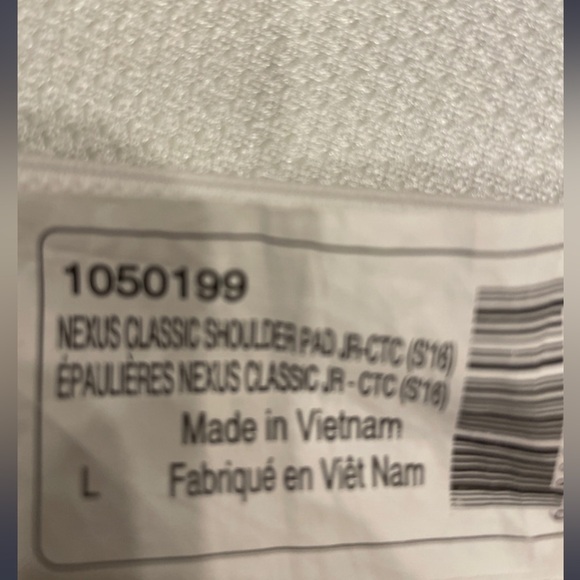 1050199
NEXUS CLASSIC SHOULDER PAD JR-CTC (S'16)
ÉPAULIÈRES NEXUS CLASSIC JR - CTC (S'16)
Made in Vietnam
L Fabriqué en Viêt Nam